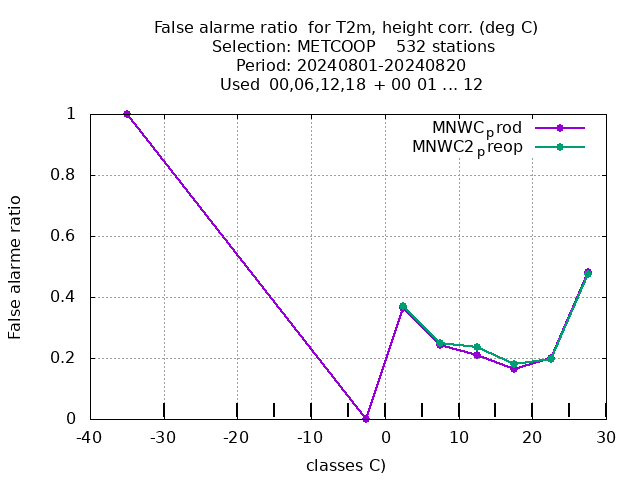 False alarme ratio  for T2m, height corr. (deg C)
Selection: METCOOP    532 stations
Period: 20240801-20240820
Used  00,06,12,18  + 00 01 ... 12
MNWCprod
MNWC2preop
1
0.8
0.6
0.4
0.2
0
False alarme ratio
-40 -30 -20 -10 0 10 20 30
classes C)